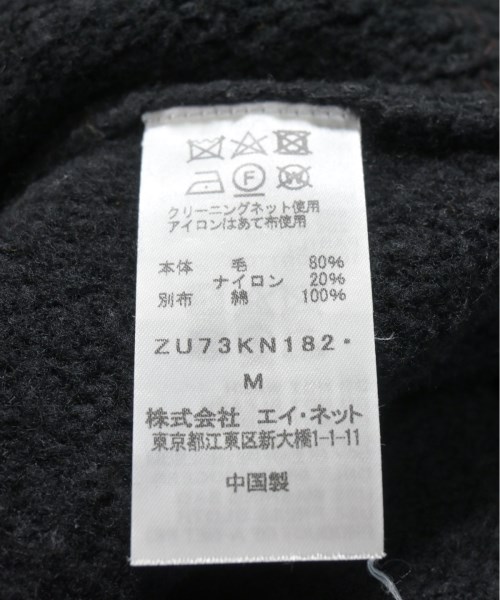 F W
クリーニングネット使用
アイロンはあて布使用
本体 毛 80%
ナイロン 20%
別布 綿 100%
ZU73KN182・
M
株式会社 エイ・ネット
東京都江東区新大橋1-1-11
中国製